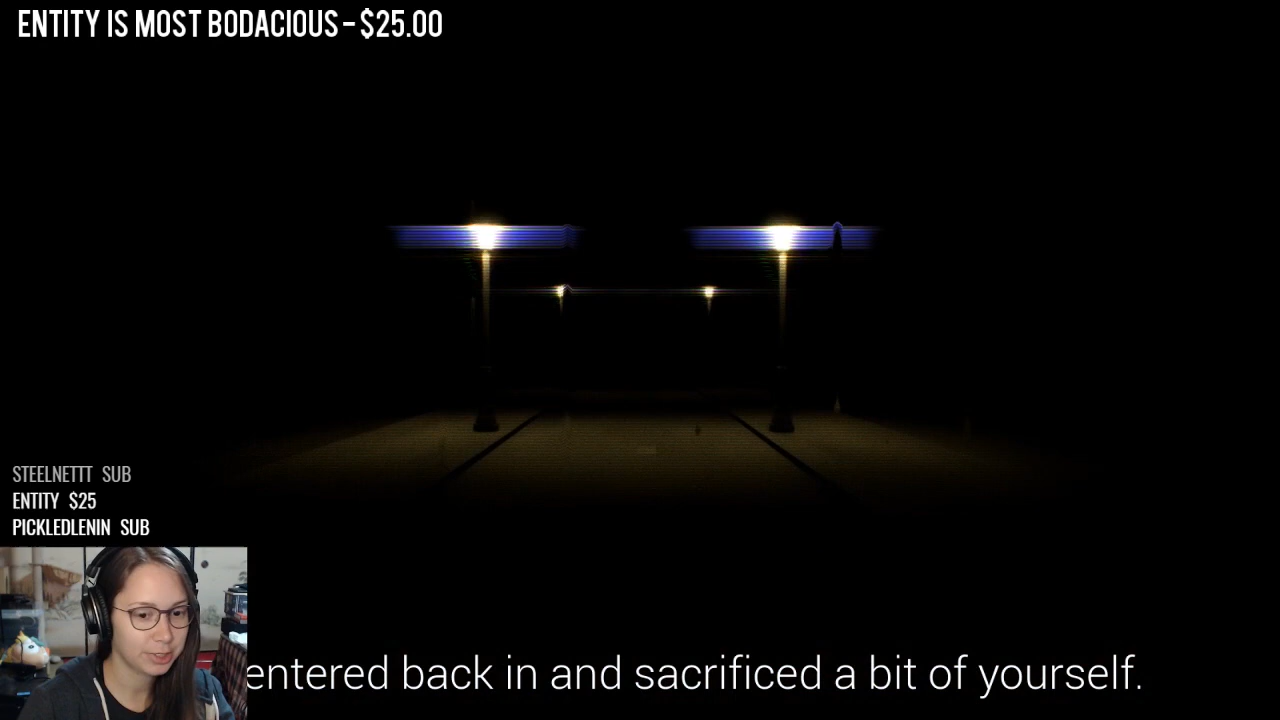 ENTITY IS MOST BODACIOUS - $25.00
STEELNETTT SUB
ENTITY $25
PICKLEDLENIN SUB
entered back in and sacrificed a bit of yourself.